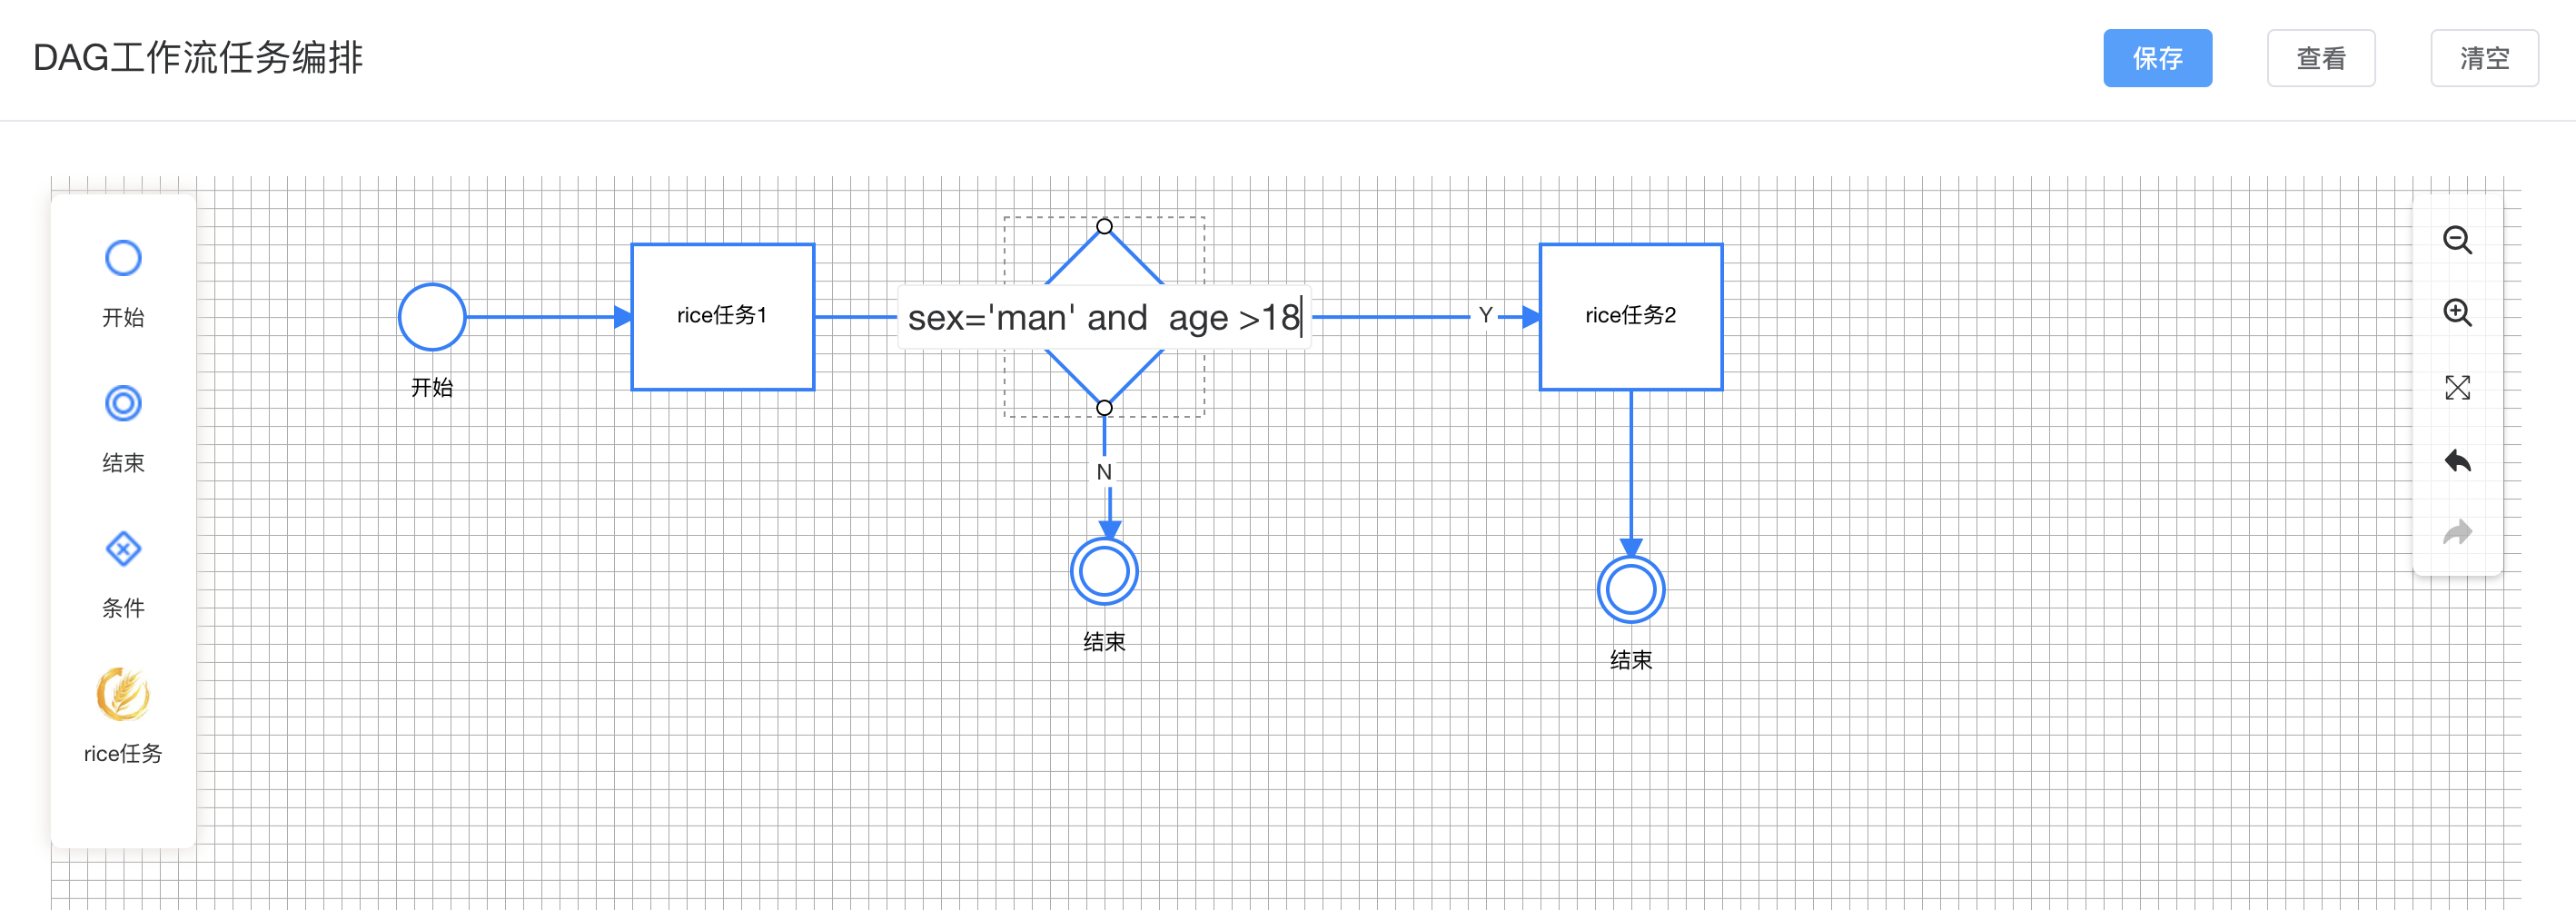 DAG工作流任务编排
保存
查看
清空
开始
结束
条件
rice任务
开始
rice任务1
sex='man' and  age >18
Y
rice任务2
N
结束
结束